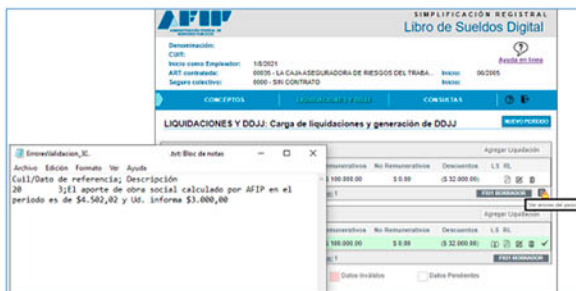 AFIP
SIMPLIFICACIÓN REGISTRAL
Libro de Sueldos Digital
Denominación:
CUIT:
Inicio como Empleador: 1/8/2021
ART contratada: 00035 - LA CAJA ASEGURADORA DE RIESGOS DEL TRABA... Inicio: 06/2005
Seguro colectivo: 0000 - SIN CONTRATO Inicio:
Ayuda en línea
CONCEPTOS LIQUIDACIONES Y DDJJ CONSULTAS
LIQUIDACIONES Y DDJJ: Carga de liquidaciones y generación de DDJJ
NUEVO PERÍODO
ErroresValidacion_3(. .txt: Bloc de notas
Archivo Edición Formato Ver Ayuda
Cuil/Dato de referencia; Descripción
20 3;El aporte de obra social calculado por AFIP en el
periodo es de $4.502,02 y Ud. informa $3.000,00
Agregar Liquidación
Remunerativos No Remunerativos Descuentos L.S. RL
$ 100.000,00 $ 0,00 ($ 32.000,00)
F931 BORRADOR
Agregar Liquidación
Remunerativos No Remunerativos Descuentos L.S. RL
$ 100.000,00 $ 0,00 ($ 32.000,00)
F931 BORRADOR
Datos Inválidos Datos Pendientes